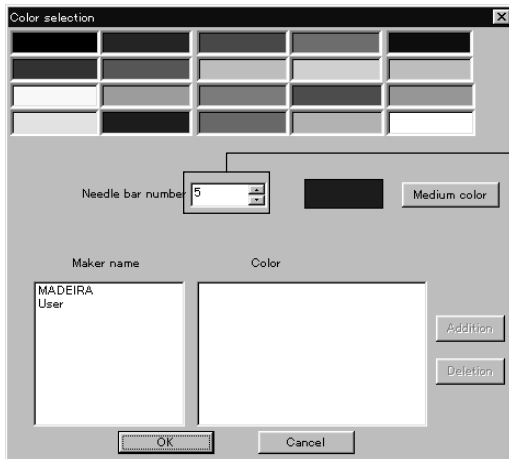 Color selection
Needle bar number 5 Medium color
Maker name Color
MADEIRA
User
Addition
Deletion
OK Cancel